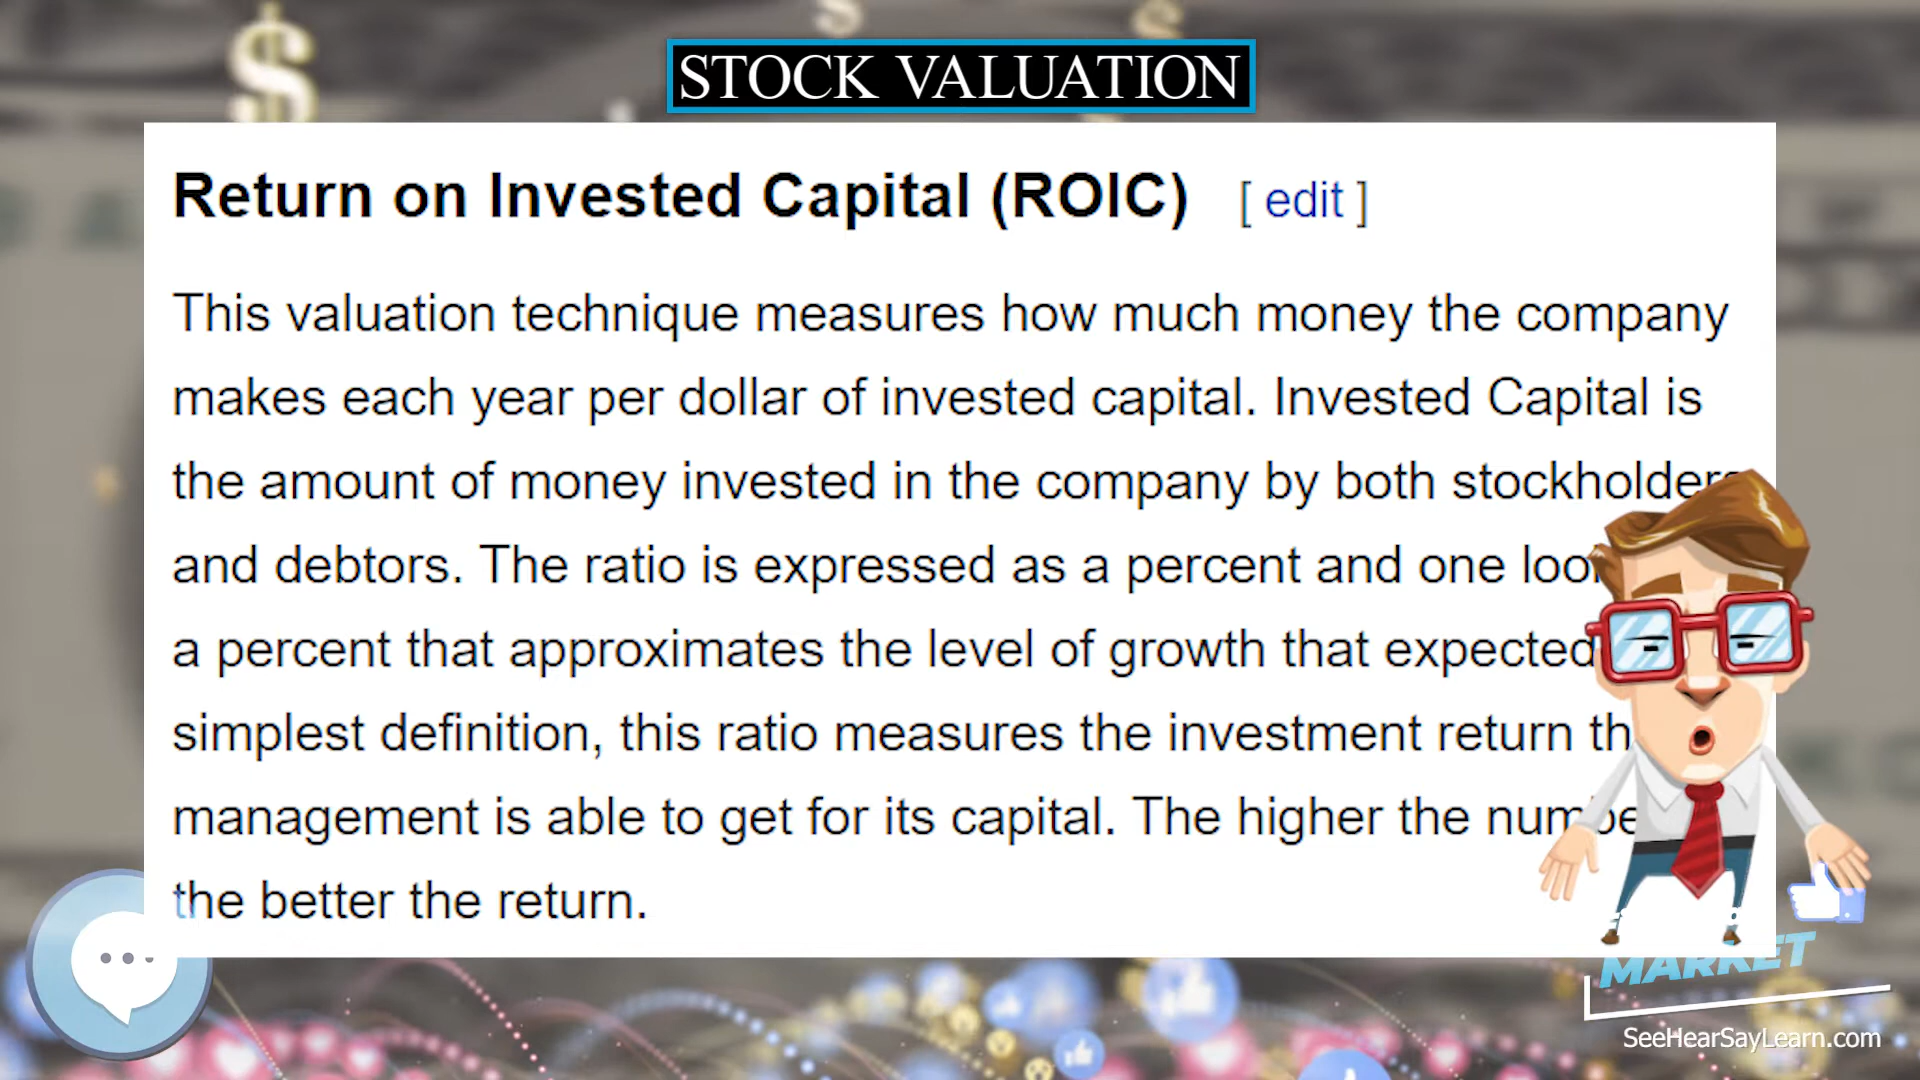 STOCK VALUATION
Return on Invested Capital (ROIC) [ edit ]
This valuation technique measures how much money the company
makes each year per dollar of invested capital. Invested Capital is
the amount of money invested in the company by both stockholders
and debtors. The ratio is expressed as a percent and one
a percent that approximates the level of growth that expected
simplest definition, this ratio measures the investment return
management is able to get for its capital. The higher the number
the better the return.
MARKET
SeeHearSayLearn.com